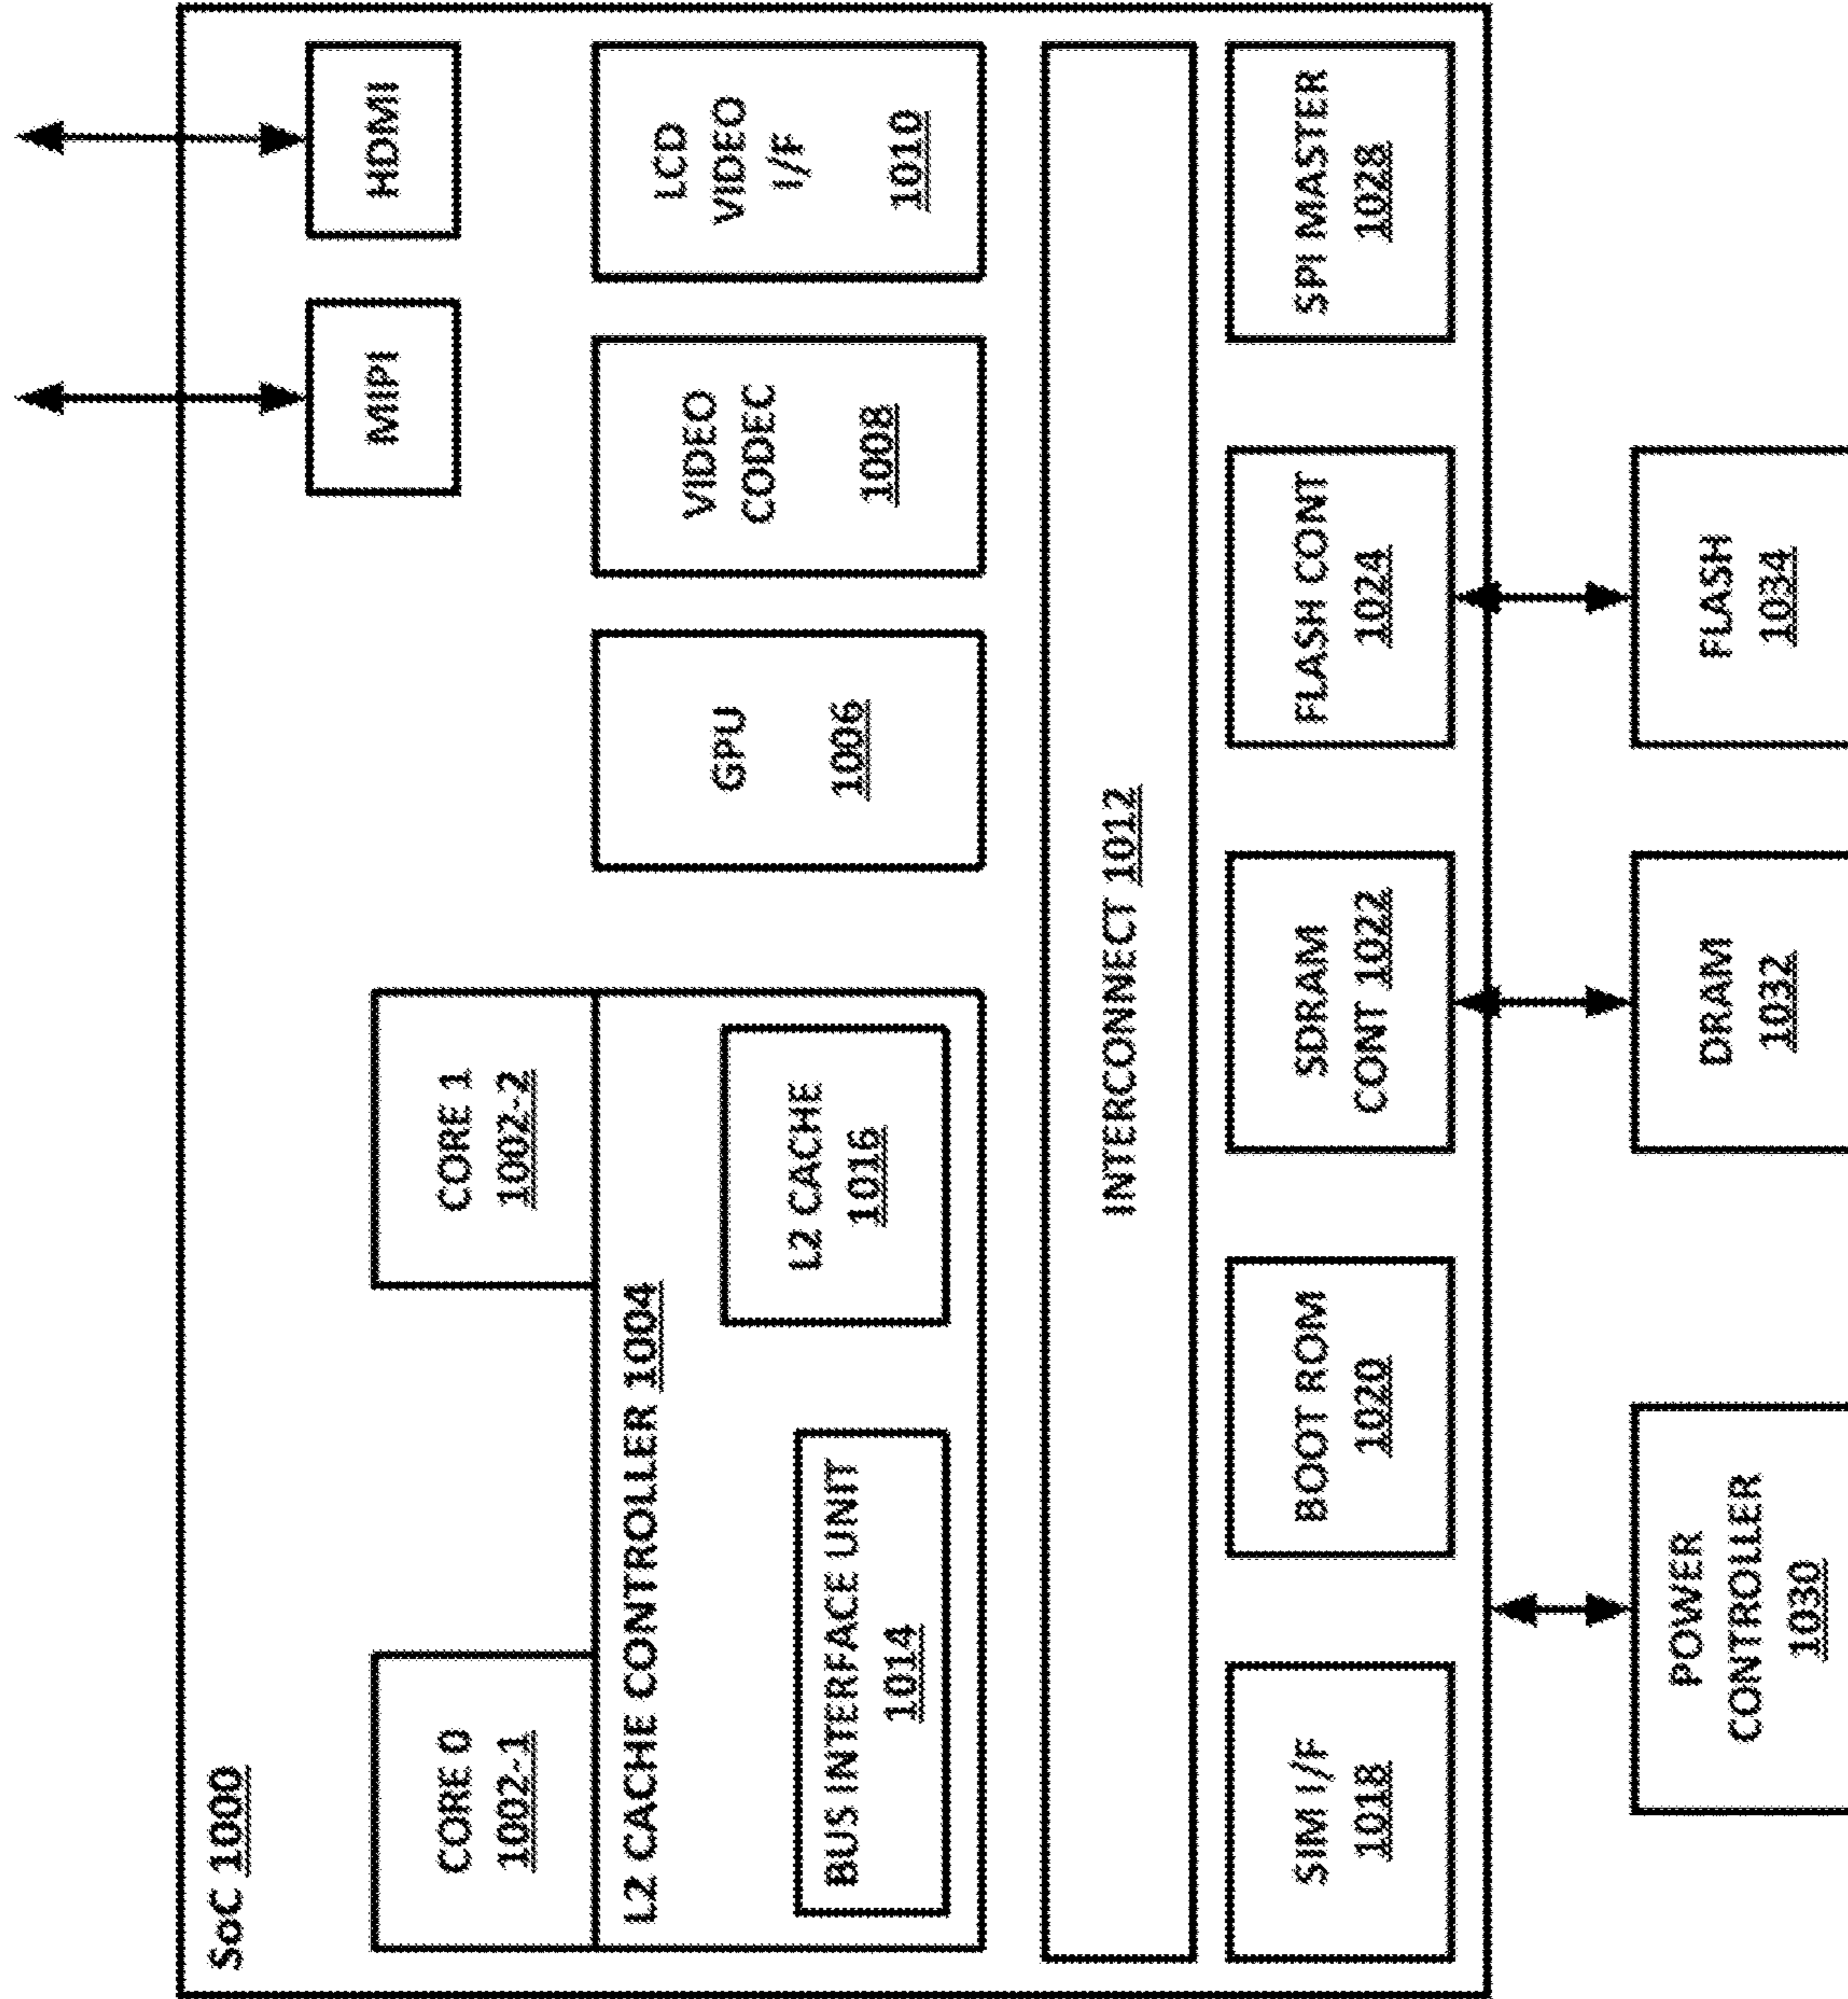 SoC 1000
MIPI
HDMI
CORE 0
1002-1
CORE 1
1002-2
L2 CACHE CONTROLLER 1004
BUS INTERFACE UNIT
1014
L2 CACHE
1016
GPU
1006
VIDEO
CODEC
1008
LCD
VIDEO
I/F
1010
INTERCONNECT 1012
SIM I/F
1018
BOOT ROM
1020
SDRAM
CONT 1022
FLASH CONT
1024
SPI MASTER
1028
POWER
CONTROLLER
1030
DRAM
1032
FLASH
1034